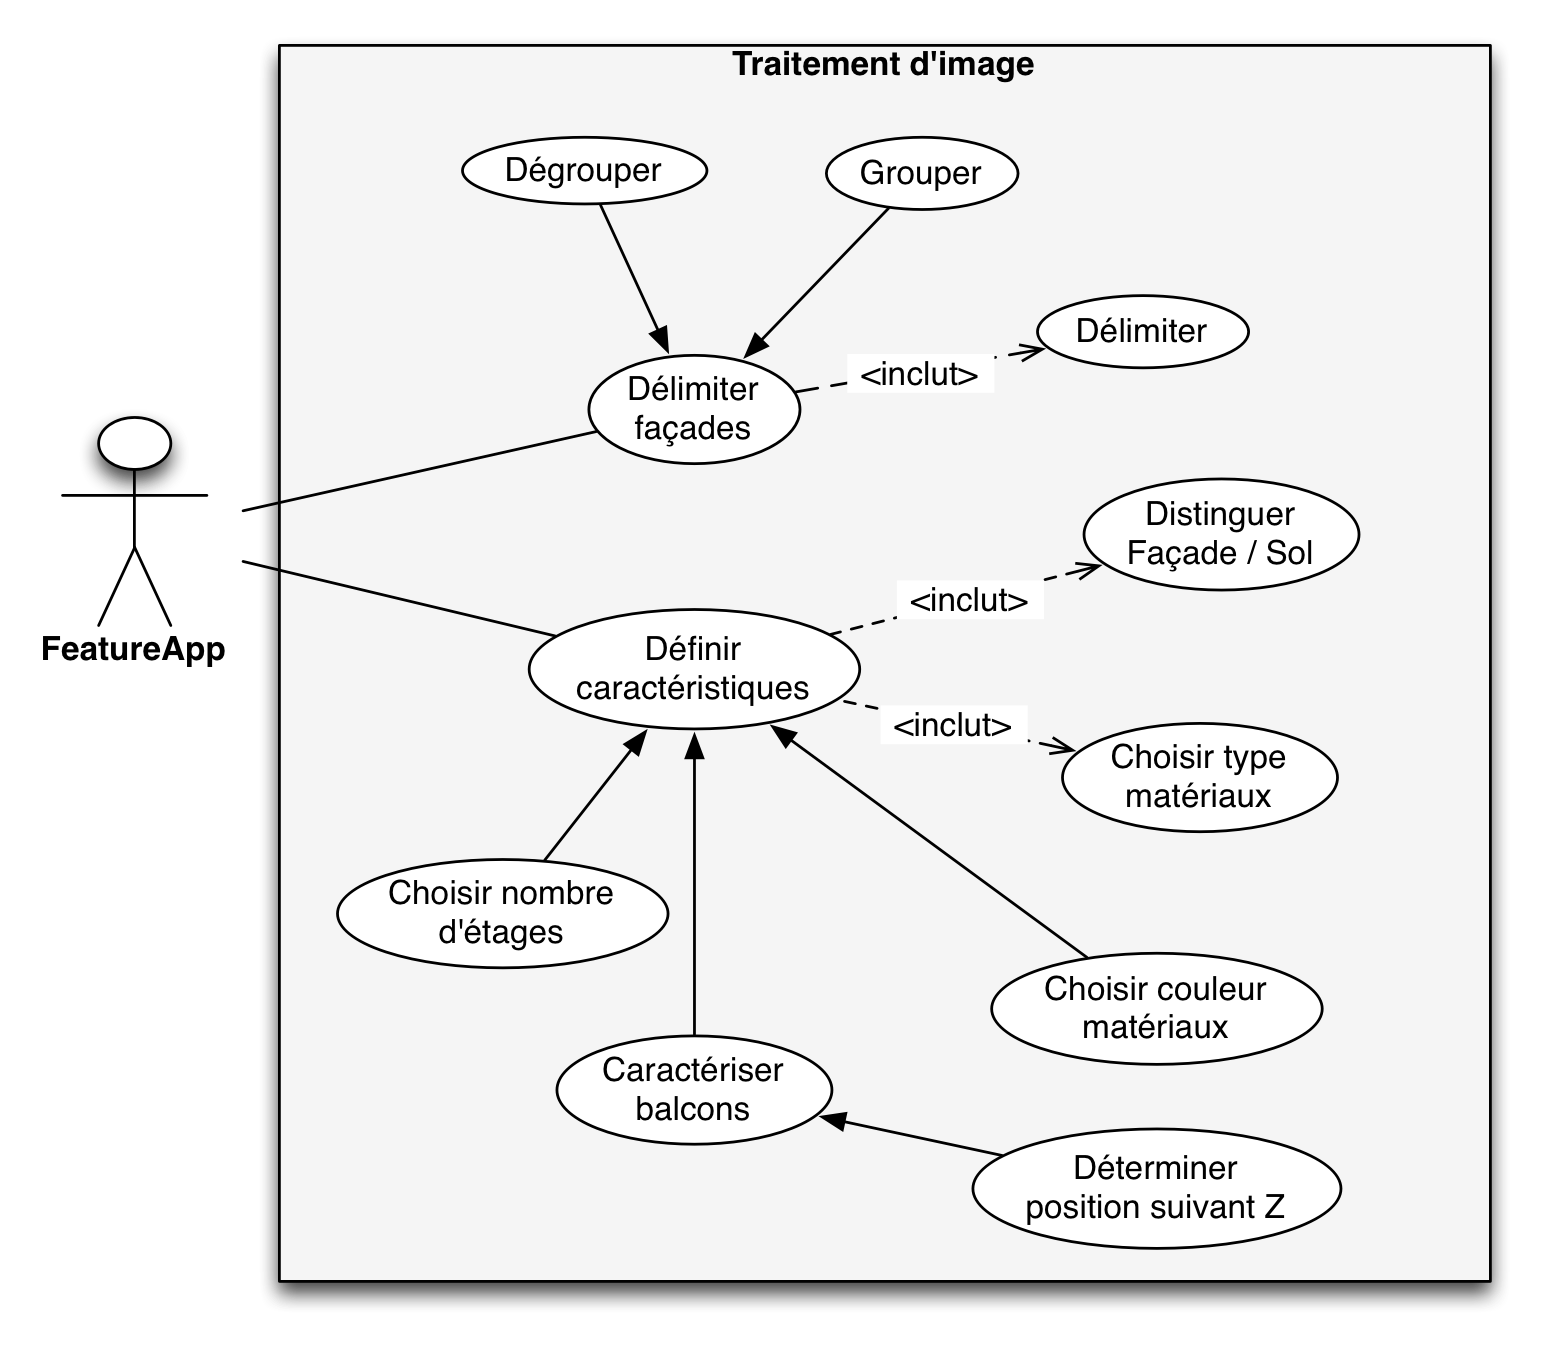 Traitement d'image
Dégrouper
Grouper
Délimiter
<inclut>
Délimiter
façades
Distinguer
Façade / Sol
<inclut>
FeatureApp
Définir
caractéristiques
<inclut>
Choisir type
matériaux
Choisir nombre
d'étages
Choisir couleur
matériaux
Caractériser
balcons
Déterminer
position suivant Z